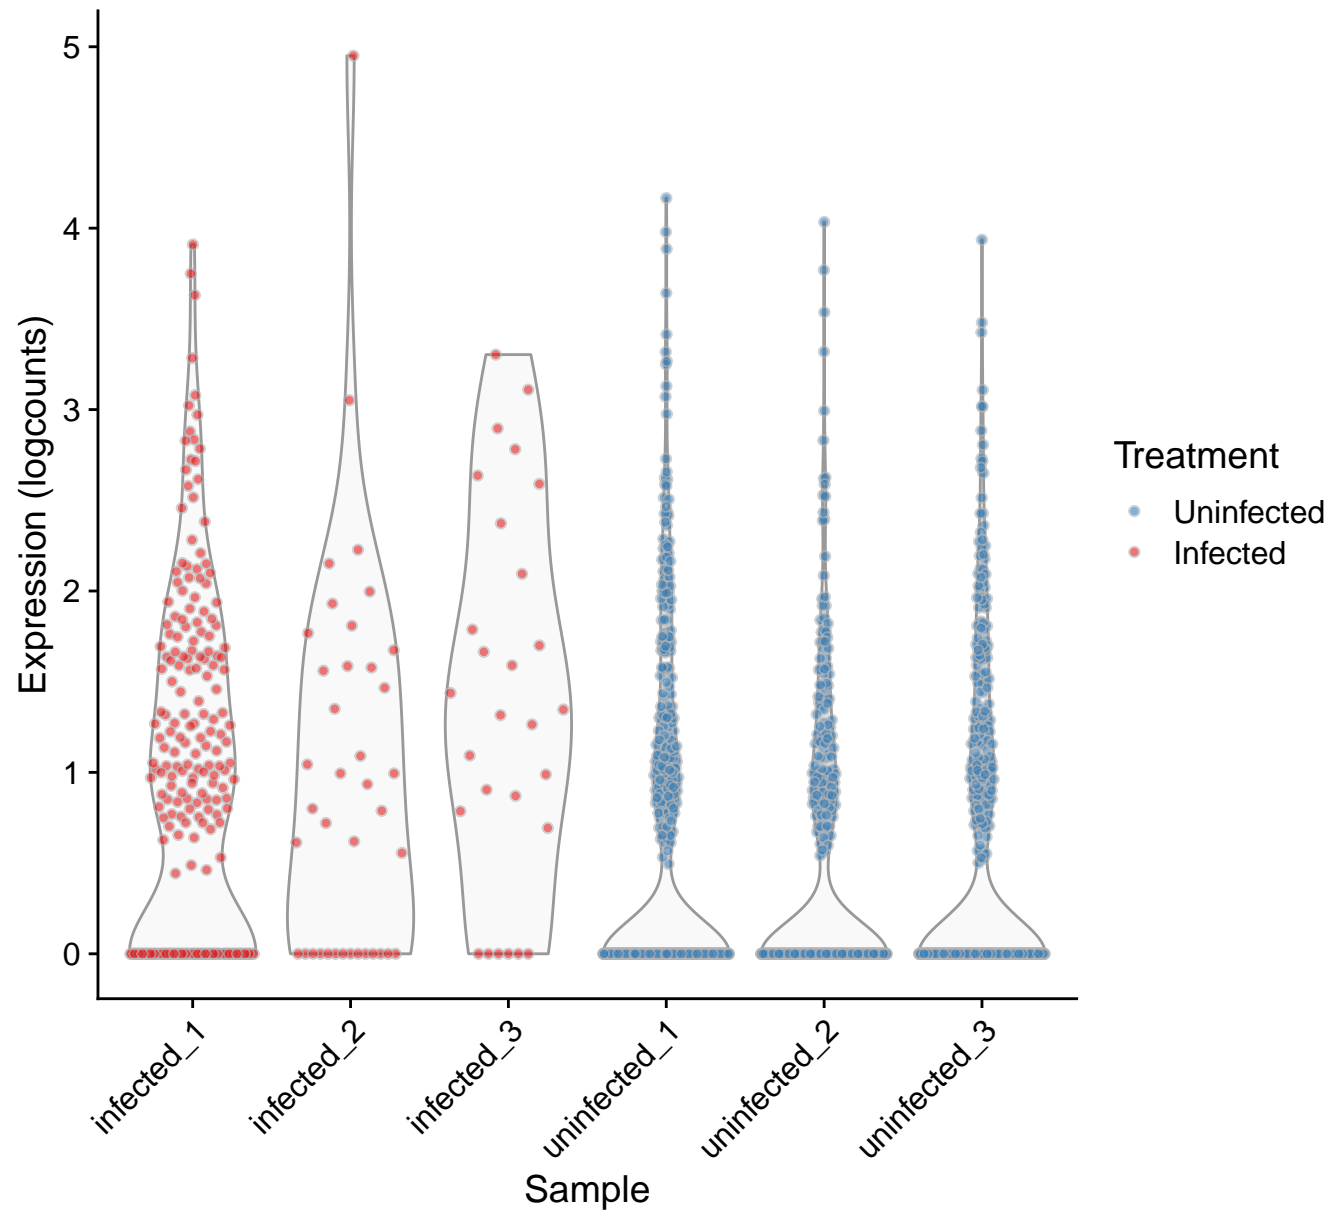 Expression (logcounts)
5
4
3
2
1
0
infected_1
infected_2
infected_3
uninfected_1
uninfected_2
uninfected_3
Sample
Treatment
Uninfected
Infected